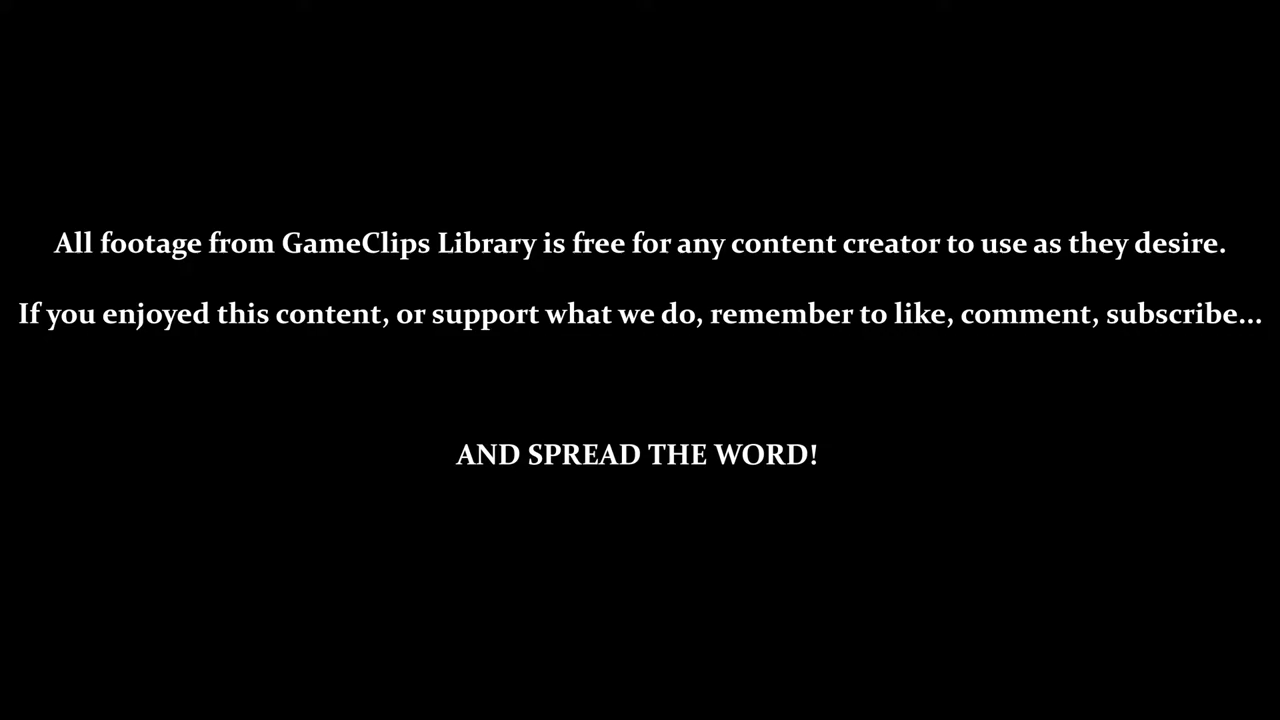 All footage from GameClips Library is free for any content creator to use as they desire.
If you enjoyed this content, or support what we do, remember to like, comment, subscribe...
AND SPREAD THE WORD!